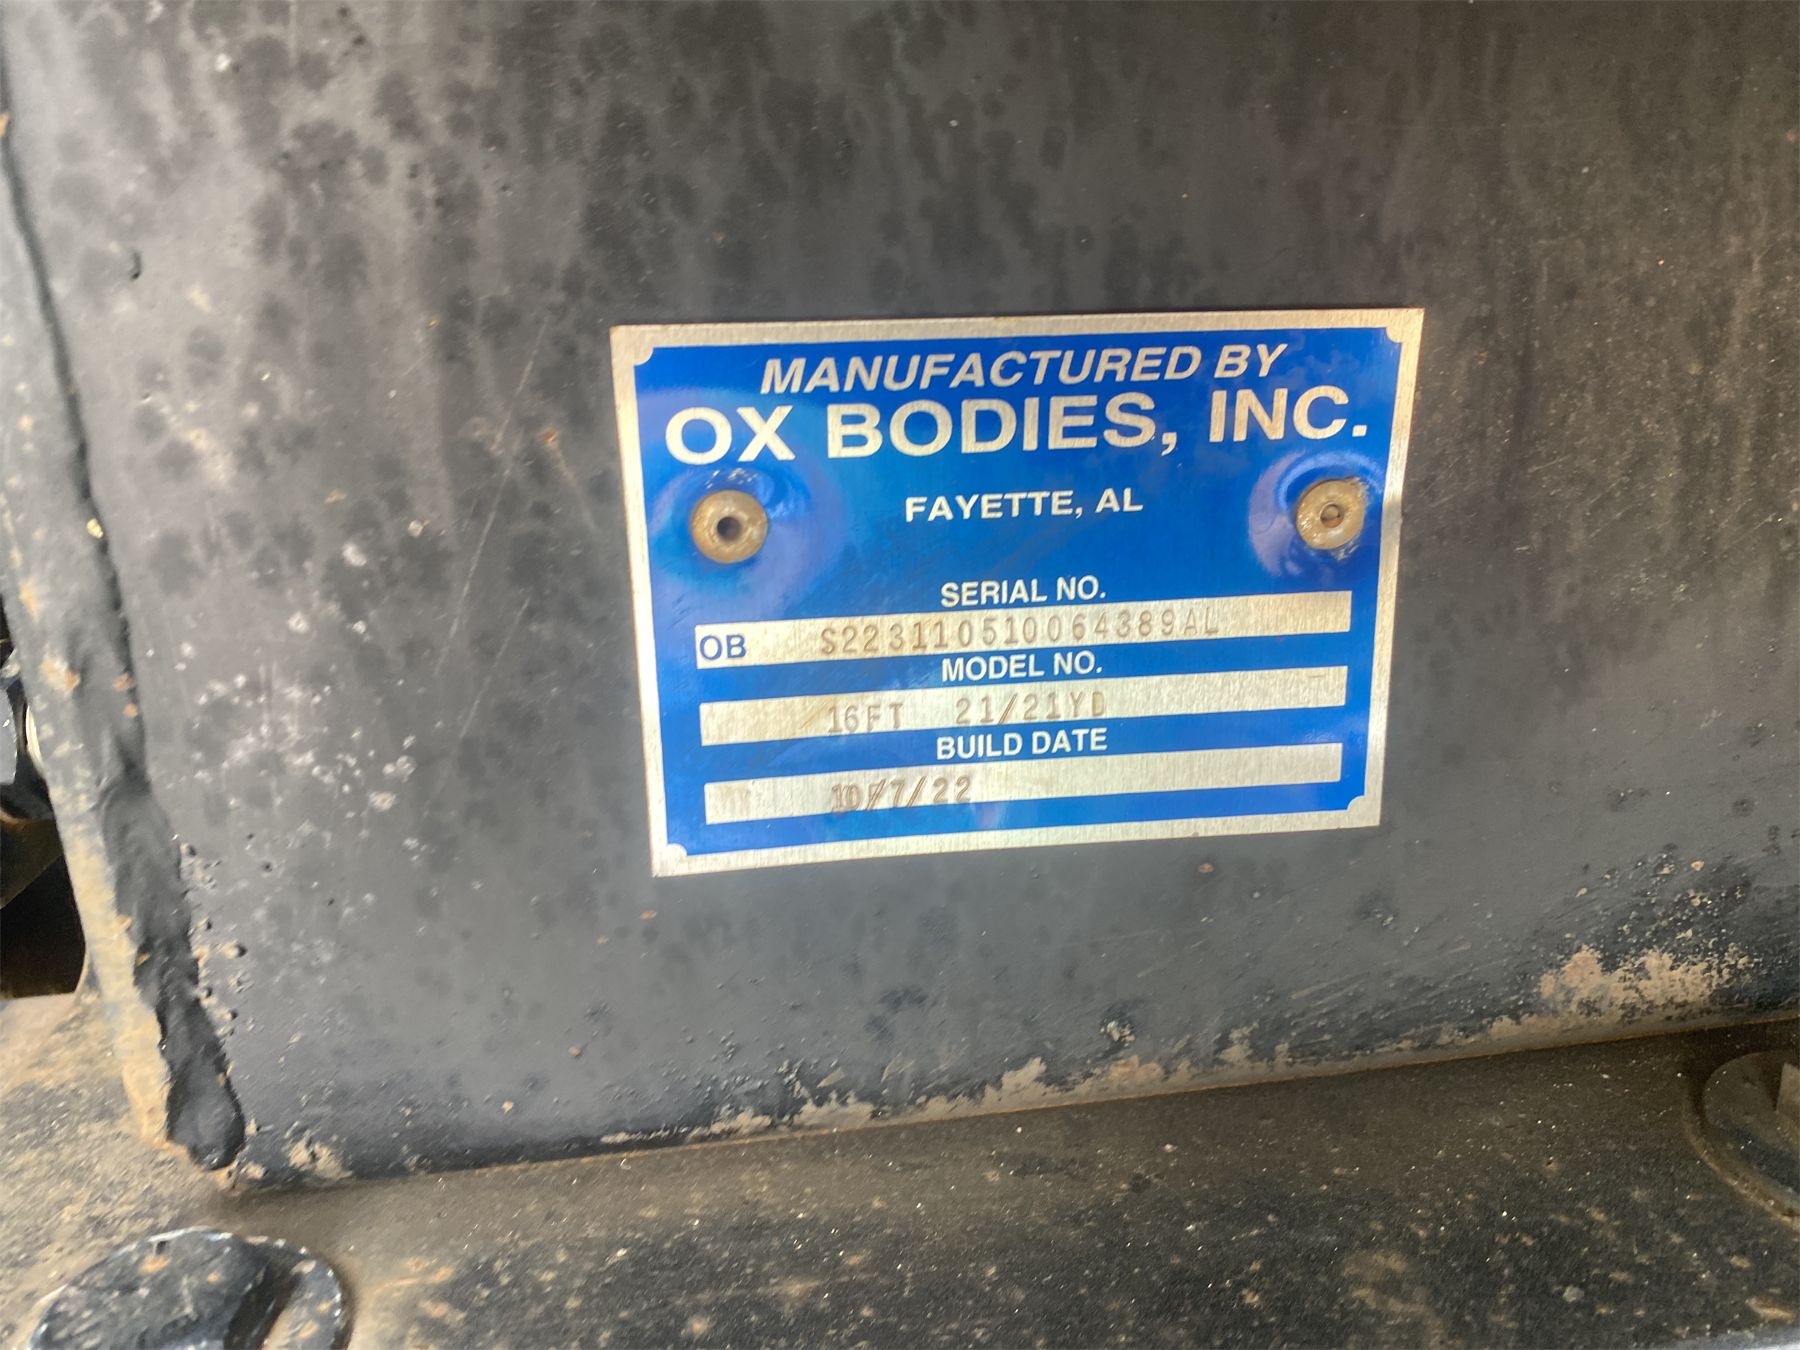 MANUFACTURED BY
OX BODIES, INC.
FAYETTE, AL
SERIAL NO.
OB S223110510064389AL
MODEL NO.
16FT 21/21YD
BUILD DATE
10/7/22